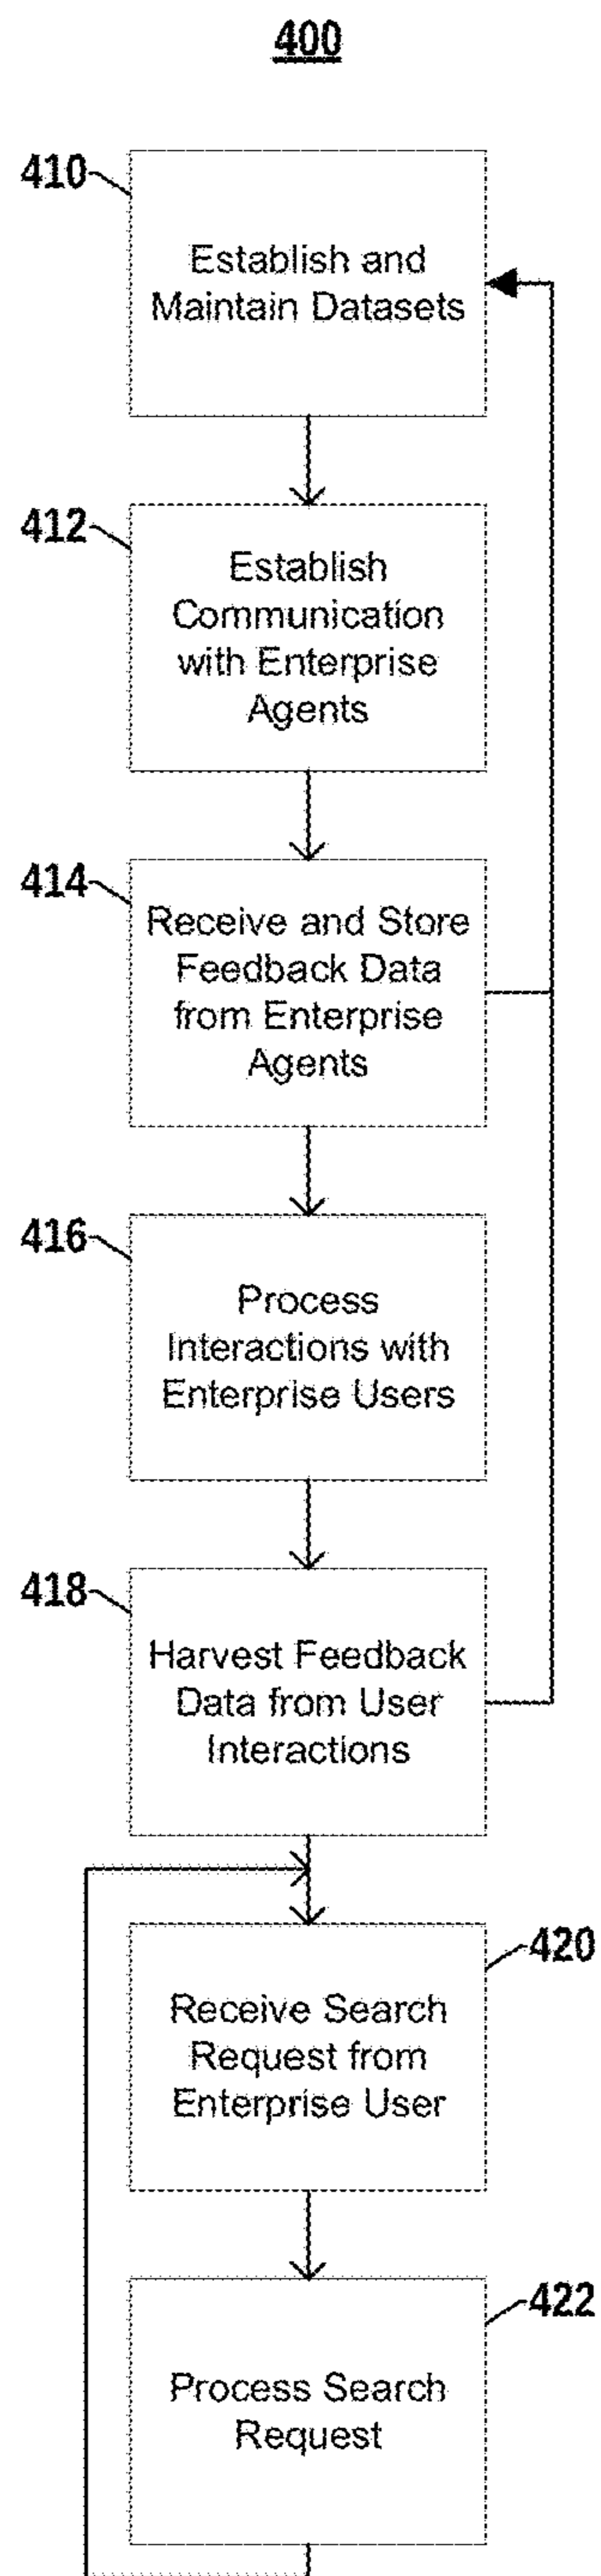 400
410
Establish and
Maintain Datasets
412
Establish
Communication
with Enterprise
Agents
414
Receive and Store
Feedback Data
from Enterprise
Agents
416
Process
Interactions with
Enterprise Users
418
Harvest Feedback
Data from User
Interactions
420
Receive Search
Request from
Enterprise User
422
Process Search
Request